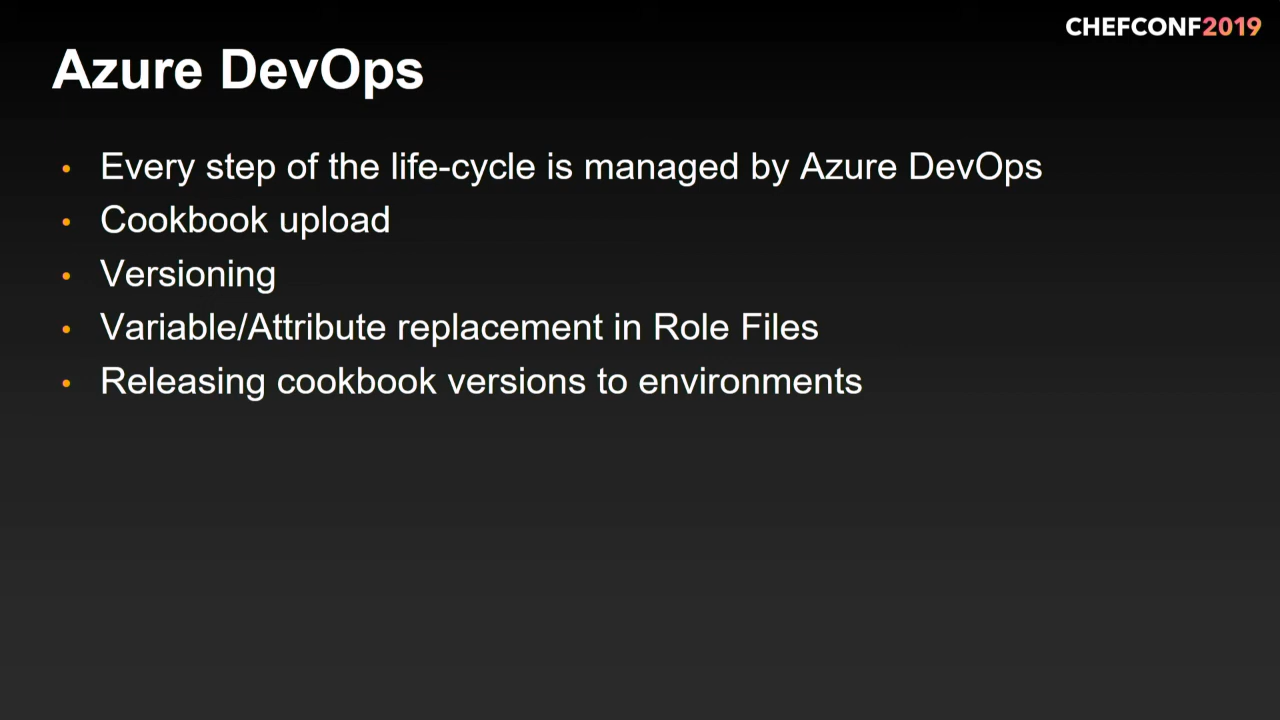 CHEFCONF2019
Azure DevOps
• Every step of the life-cycle is managed by Azure DevOps
• Cookbook upload
• Versioning
• Variable/Attribute replacement in Role Files
• Releasing cookbook versions to environments